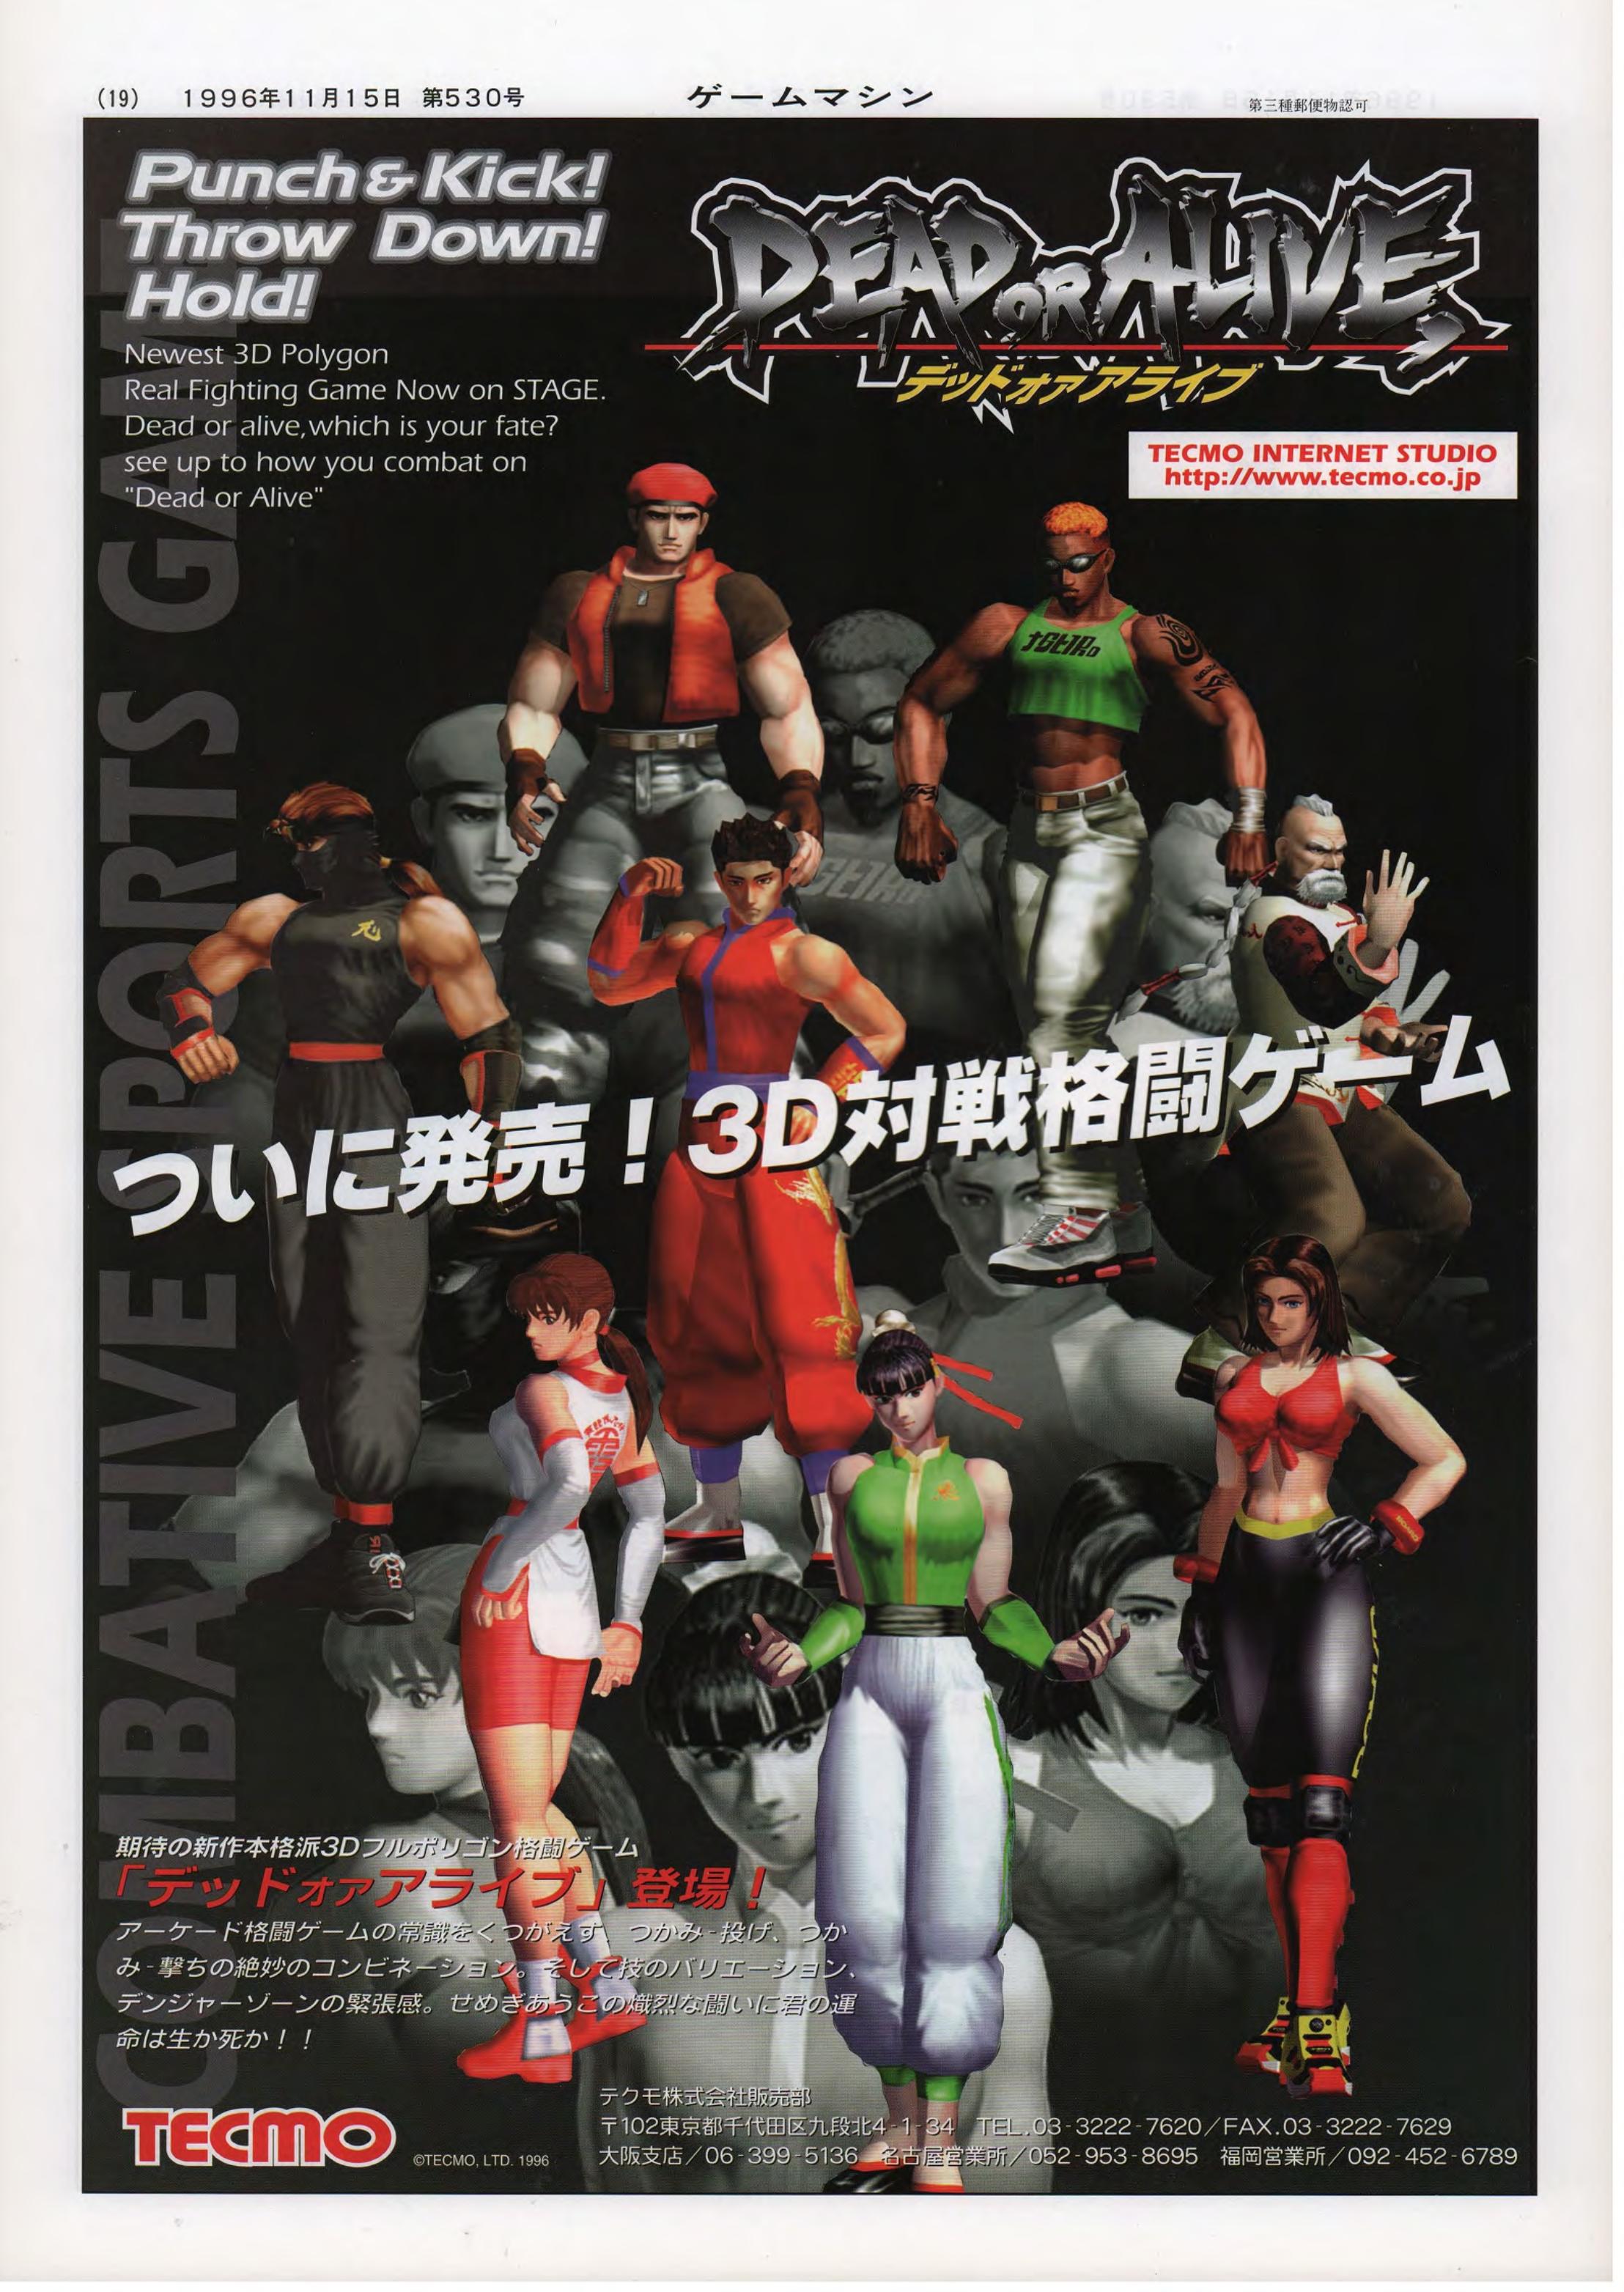 (19) 1996年11月15日 第530号
ゲームマシン
第三種郵便物認可
Punch & Kick!
Throw Down!
Hold!
Newest 3D Polygon
Real Fighting Game Now on STAGE.
Dead or alive,which is your fate?
see up to how you combat on
"Dead or Alive"
DEAD OR ALIVE
デッドオアアライブ
TECMO INTERNET STUDIO
http://www.tecmo.co.jp
COMBATIVE SPORTS GAME
ついに発売！3D対戦格闘ゲーム
期待の新作本格派3Dフルポリゴン格闘ゲーム
「デッドォアアライブ」登場！
アーケード格闘ゲームの常識をくつがえす、つかみ-投げ、つか
み-撃ちの絶妙のコンビネーション。そして技のバリエーション、
デンジャーゾーンの緊張感。せめぎあうこの熾烈な闘いに君の運
命は生か死か！！
TECMO
©TECMO, LTD. 1996
テクモ株式会社販売部
〒102東京都千代田区九段北4-1-34 TEL.03-3222-7620／FAX.03-3222-7629
大阪支店／06-399-5136 名古屋営業所／052-953-8695 福岡営業所／092-452-6789